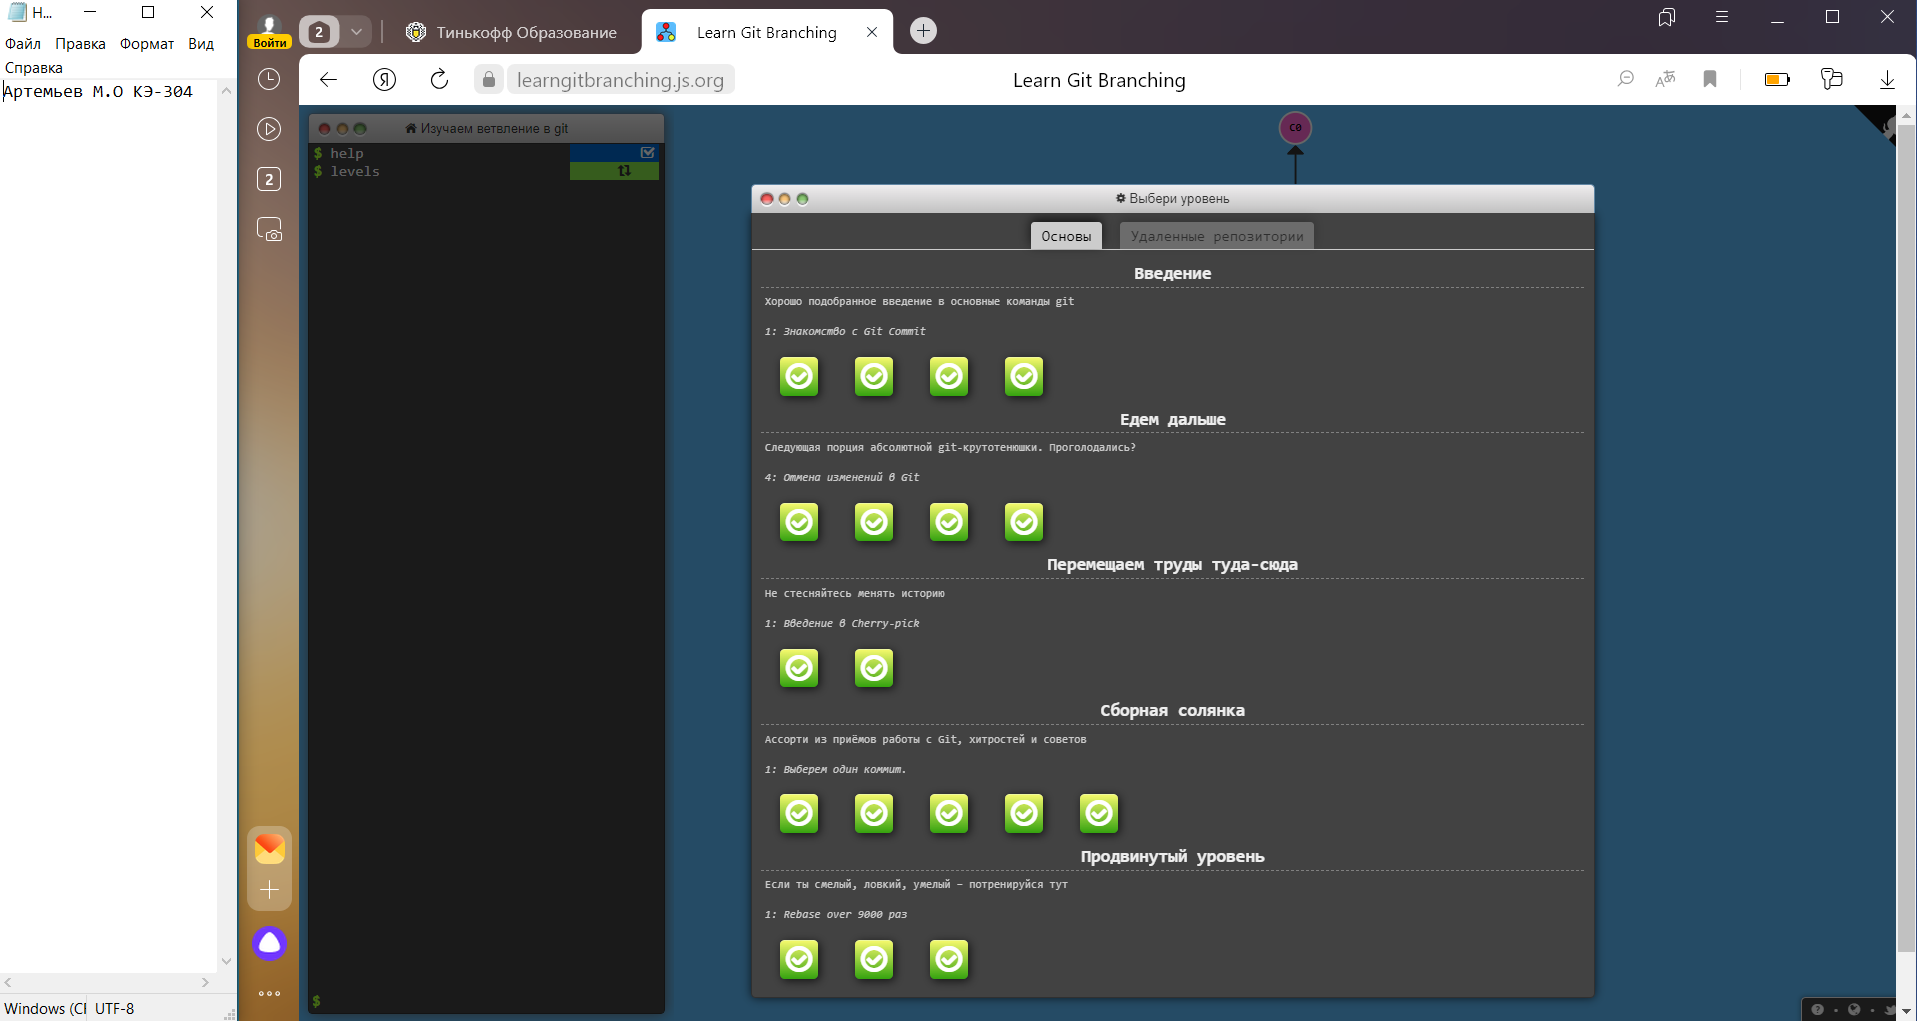 Н...
Файл Правка Формат Вид
Справка
Артемьев М.О КЭ-304
Windows (CI UTF-8
Войти
2
Тинькофф Образование
Learn Git Branching
Я
learngitbranching.js.org
Learn Git Branching
2
Изучаем ветвление в git
$ help
$ levels
$
C0
Выбери уровень
Основы
Удаленные репозитории
Введение
Хорошо подобранное введение в основные команды git
1: Знакомство с Git Commit
Едем дальше
Следующая порция абсолютной git-крутотенюшки. Проголодались?
4: Отмена изменений в Git
Перемещаем труды туда-сюда
Не стесняйтесь менять историю
1: Введение в Cherry-pick
Сборная солянка
Ассорти из приёмов работы с Git, хитростей и советов
1: Выберем один коммит.
Продвинутый уровень
Если ты смелый, ловкий, умелый – потренируйся тут
1: Rebase over 9000 раз